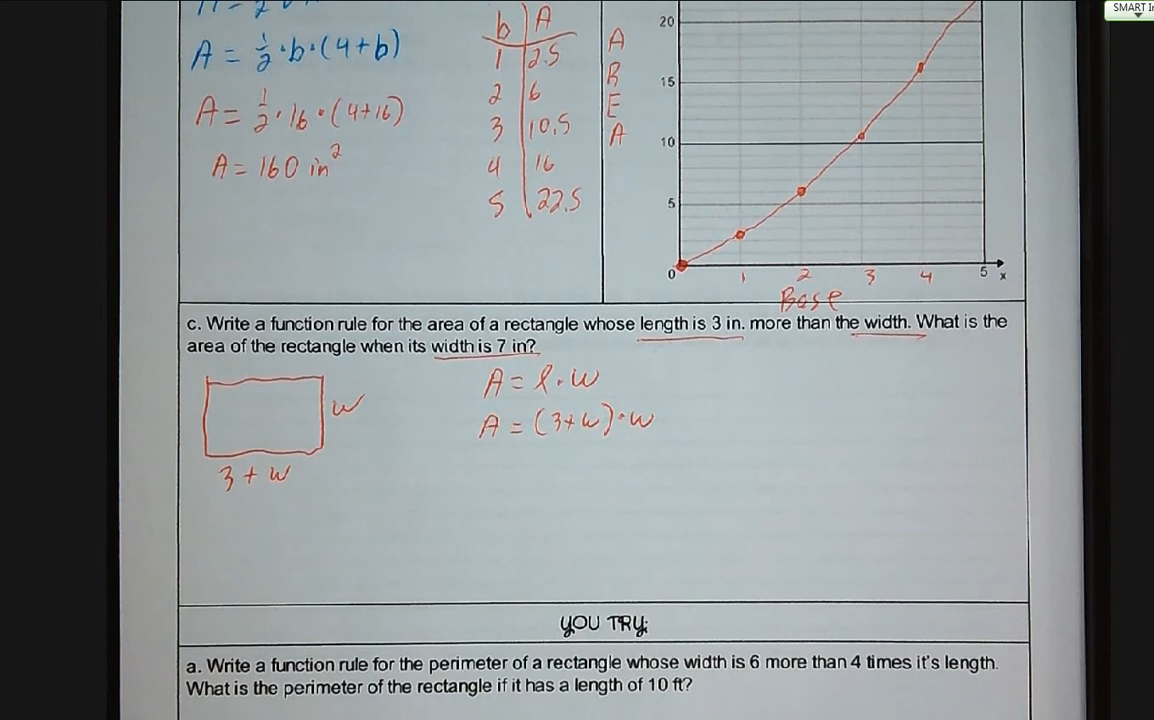 SMART
A = 1/2 · b · (4+b)
A = 1/2 · 16 · (4+16)
A = 160 in²
b | A
1 | 2.5
2 | 6
3 | 10.5
4 | 16
5 | 22.5
AREA
20
15
10
5
0 1 2 3 4 5 x
Base
c. Write a function rule for the area of a rectangle whose length is 3 in. more than the width. What is the
area of the rectangle when its width is 7 in?
A = l · w
w
A = (3+w) · w
3 + w
YOU TRY:
a. Write a function rule for the perimeter of a rectangle whose width is 6 more than 4 times it's length.
What is the perimeter of the rectangle if it has a length of 10 ft?